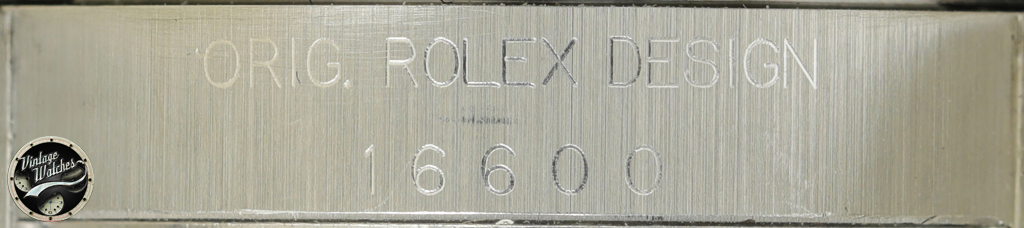 ORIG. ROLEX DESIGN
16600
Vintage
Watches